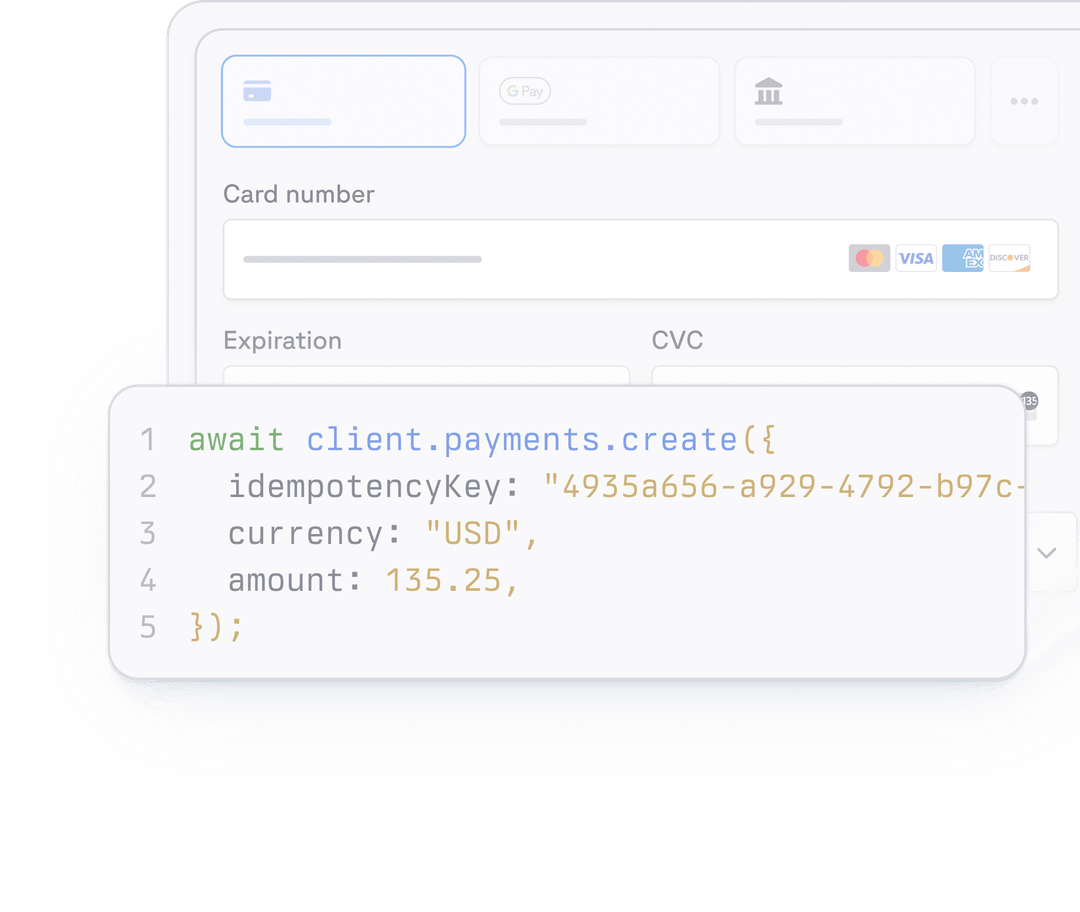 G Pay
Card number
VISA
AM
EX
DISCOVER
Expiration
CVC
135
1 await client.payments.create({
2 idempotencyKey: "4935a656-a929-4792-b97c-
3 currency: "USD",
4 amount: 135.25,
5 });